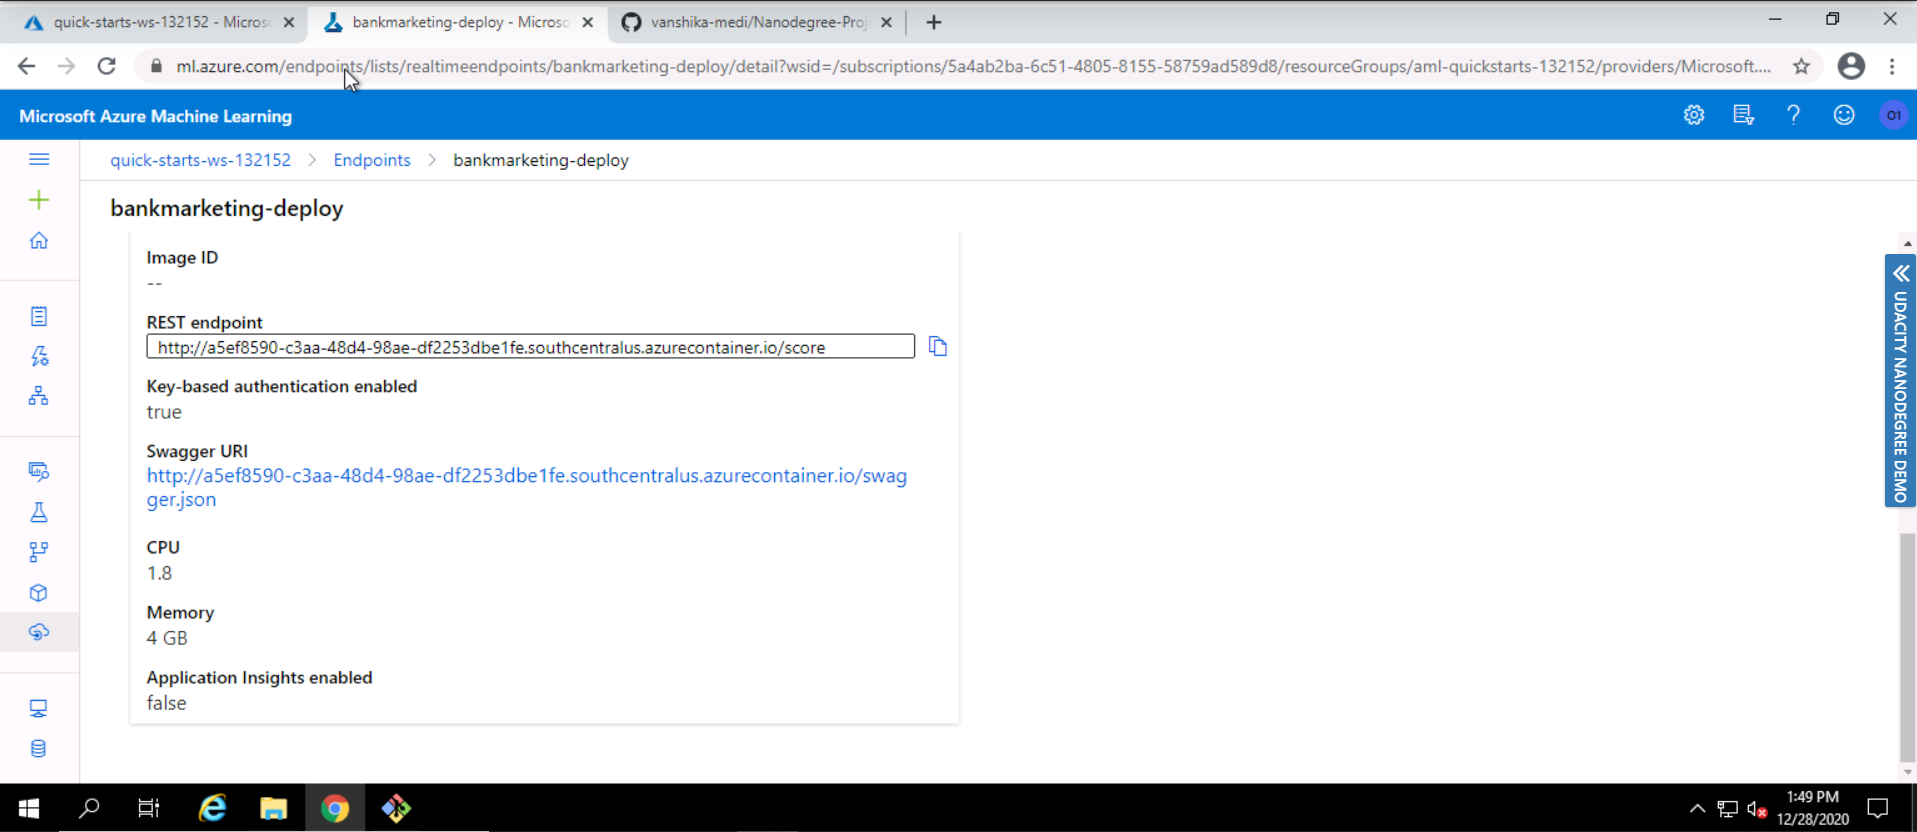 quick-starts-ws-132152 - Micros
bankmarketing-deploy - Microso
vanshika-medi/Nanodegree-Proj
ml.azure.com/endpoints/lists/realtimeendpoints/bankmarketing-deploy/detail?wsid=/subscriptions/5a4ab2ba-6c51-4805-8155-58759ad589d8/resourceGroups/aml-quickstarts-132152/providers/Microsoft....
Microsoft Azure Machine Learning
?
O1
quick-starts-ws-132152 > Endpoints > bankmarketing-deploy
bankmarketing-deploy
Image ID
--
REST endpoint
http://a5ef8590-c3aa-48d4-98ae-df2253dbe1fe.southcentralus.azurecontainer.io/score
Key-based authentication enabled
true
Swagger URI
http://a5ef8590-c3aa-48d4-98ae-df2253dbe1fe.southcentralus.azurecontainer.io/swag
ger.json
CPU
1.8
Memory
4 GB
Application Insights enabled
false
UDACITY NANODEGREE DEMO
1:49 PM
12/28/2020